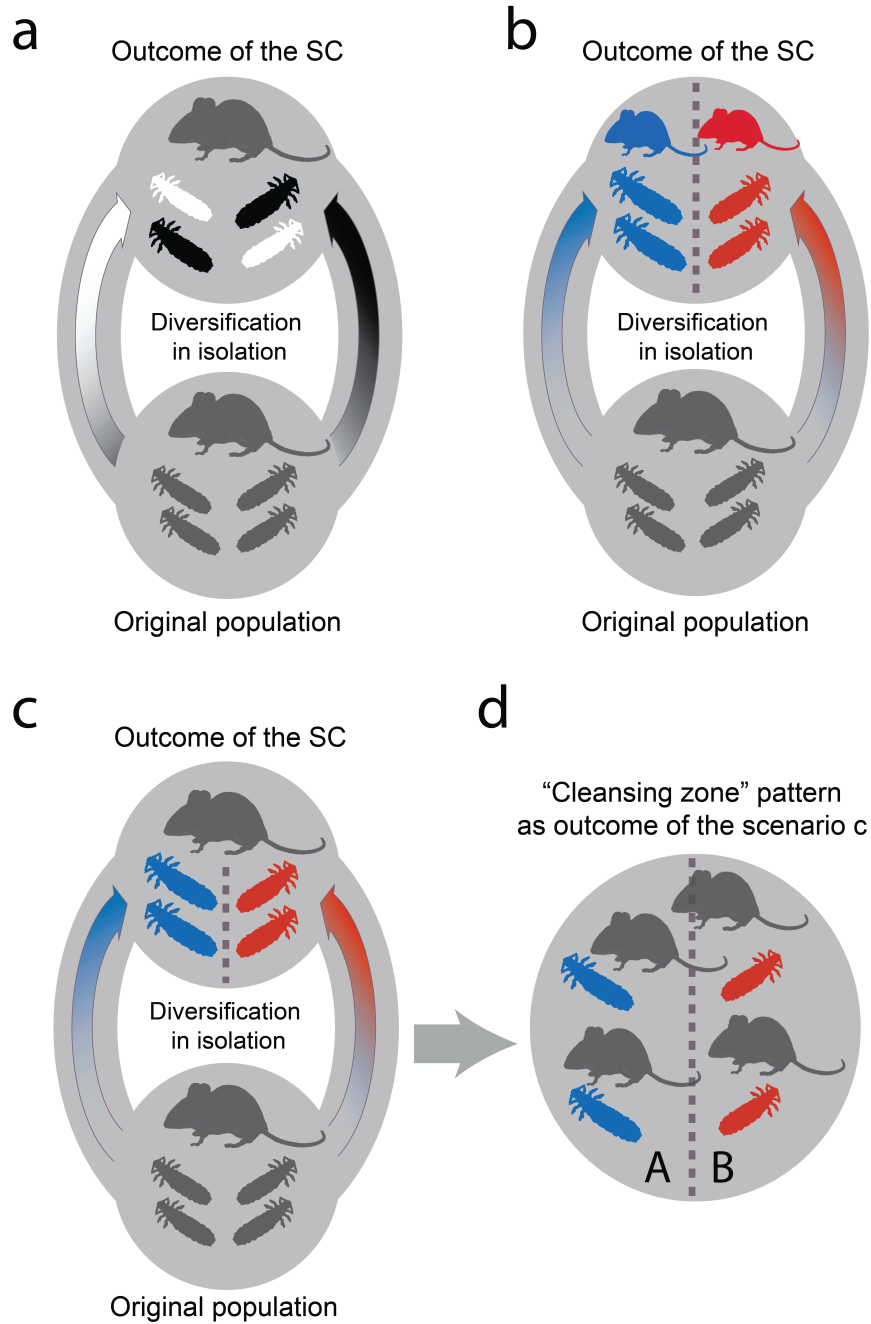 a
Outcome of the SC
Diversification
in isolation
Original population
b
Outcome of the SC
Diversification
in isolation
Original population
c
Outcome of the SC
Diversification
in isolation
Original population
d
“Cleansing zone” pattern
as outcome of the scenario c
A B